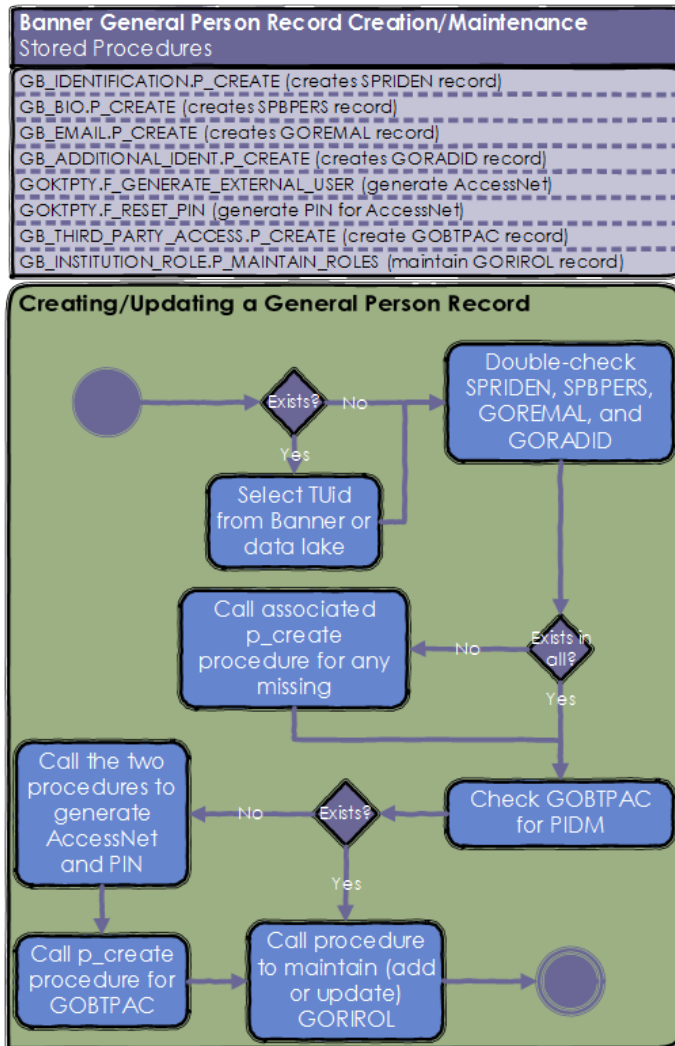 Banner General Person Record Creation/Maintenance
Stored Procedures
GB_IDENTIFICATION.P_CREATE (creates SPRIDEN record)
GB_BIO.P_CREATE (creates SPBPERS record)
GB_EMAIL.P_CREATE (creates GOREMAL record)
GB_ADDITIONAL_IDENT.P_CREATE (creates GORADID record)
GOKTPTY.F_GENERATE_EXTERNAL_USER (generate AccessNet)
GOKTPTY.F_RESET_PIN (generate PIN for AccessNet)
GB_THIRD_PARTY_ACCESS.P_CREATE (create GOBTPAC record)
GB_INSTITUTION_ROLE.P_MAINTAIN_ROLES (maintain GORIROL record)
Creating/Updating a General Person Record
Exists?
No
Yes
Double-check
SPRIDEN, SPBPERS,
GOREMAL, and
GORADID
Select TUid
from Banner or
data lake
Exists in
all?
No
Yes
Call associated
p_create
procedure for any
missing
Check GOBTPAC
for PIDM
Exists?
No
Yes
Call the two
procedures to
generate
AccessNet
and PIN
Call p_create
procedure for
GOBTPAC
Call procedure
to maintain (add
or update)
GORIROL